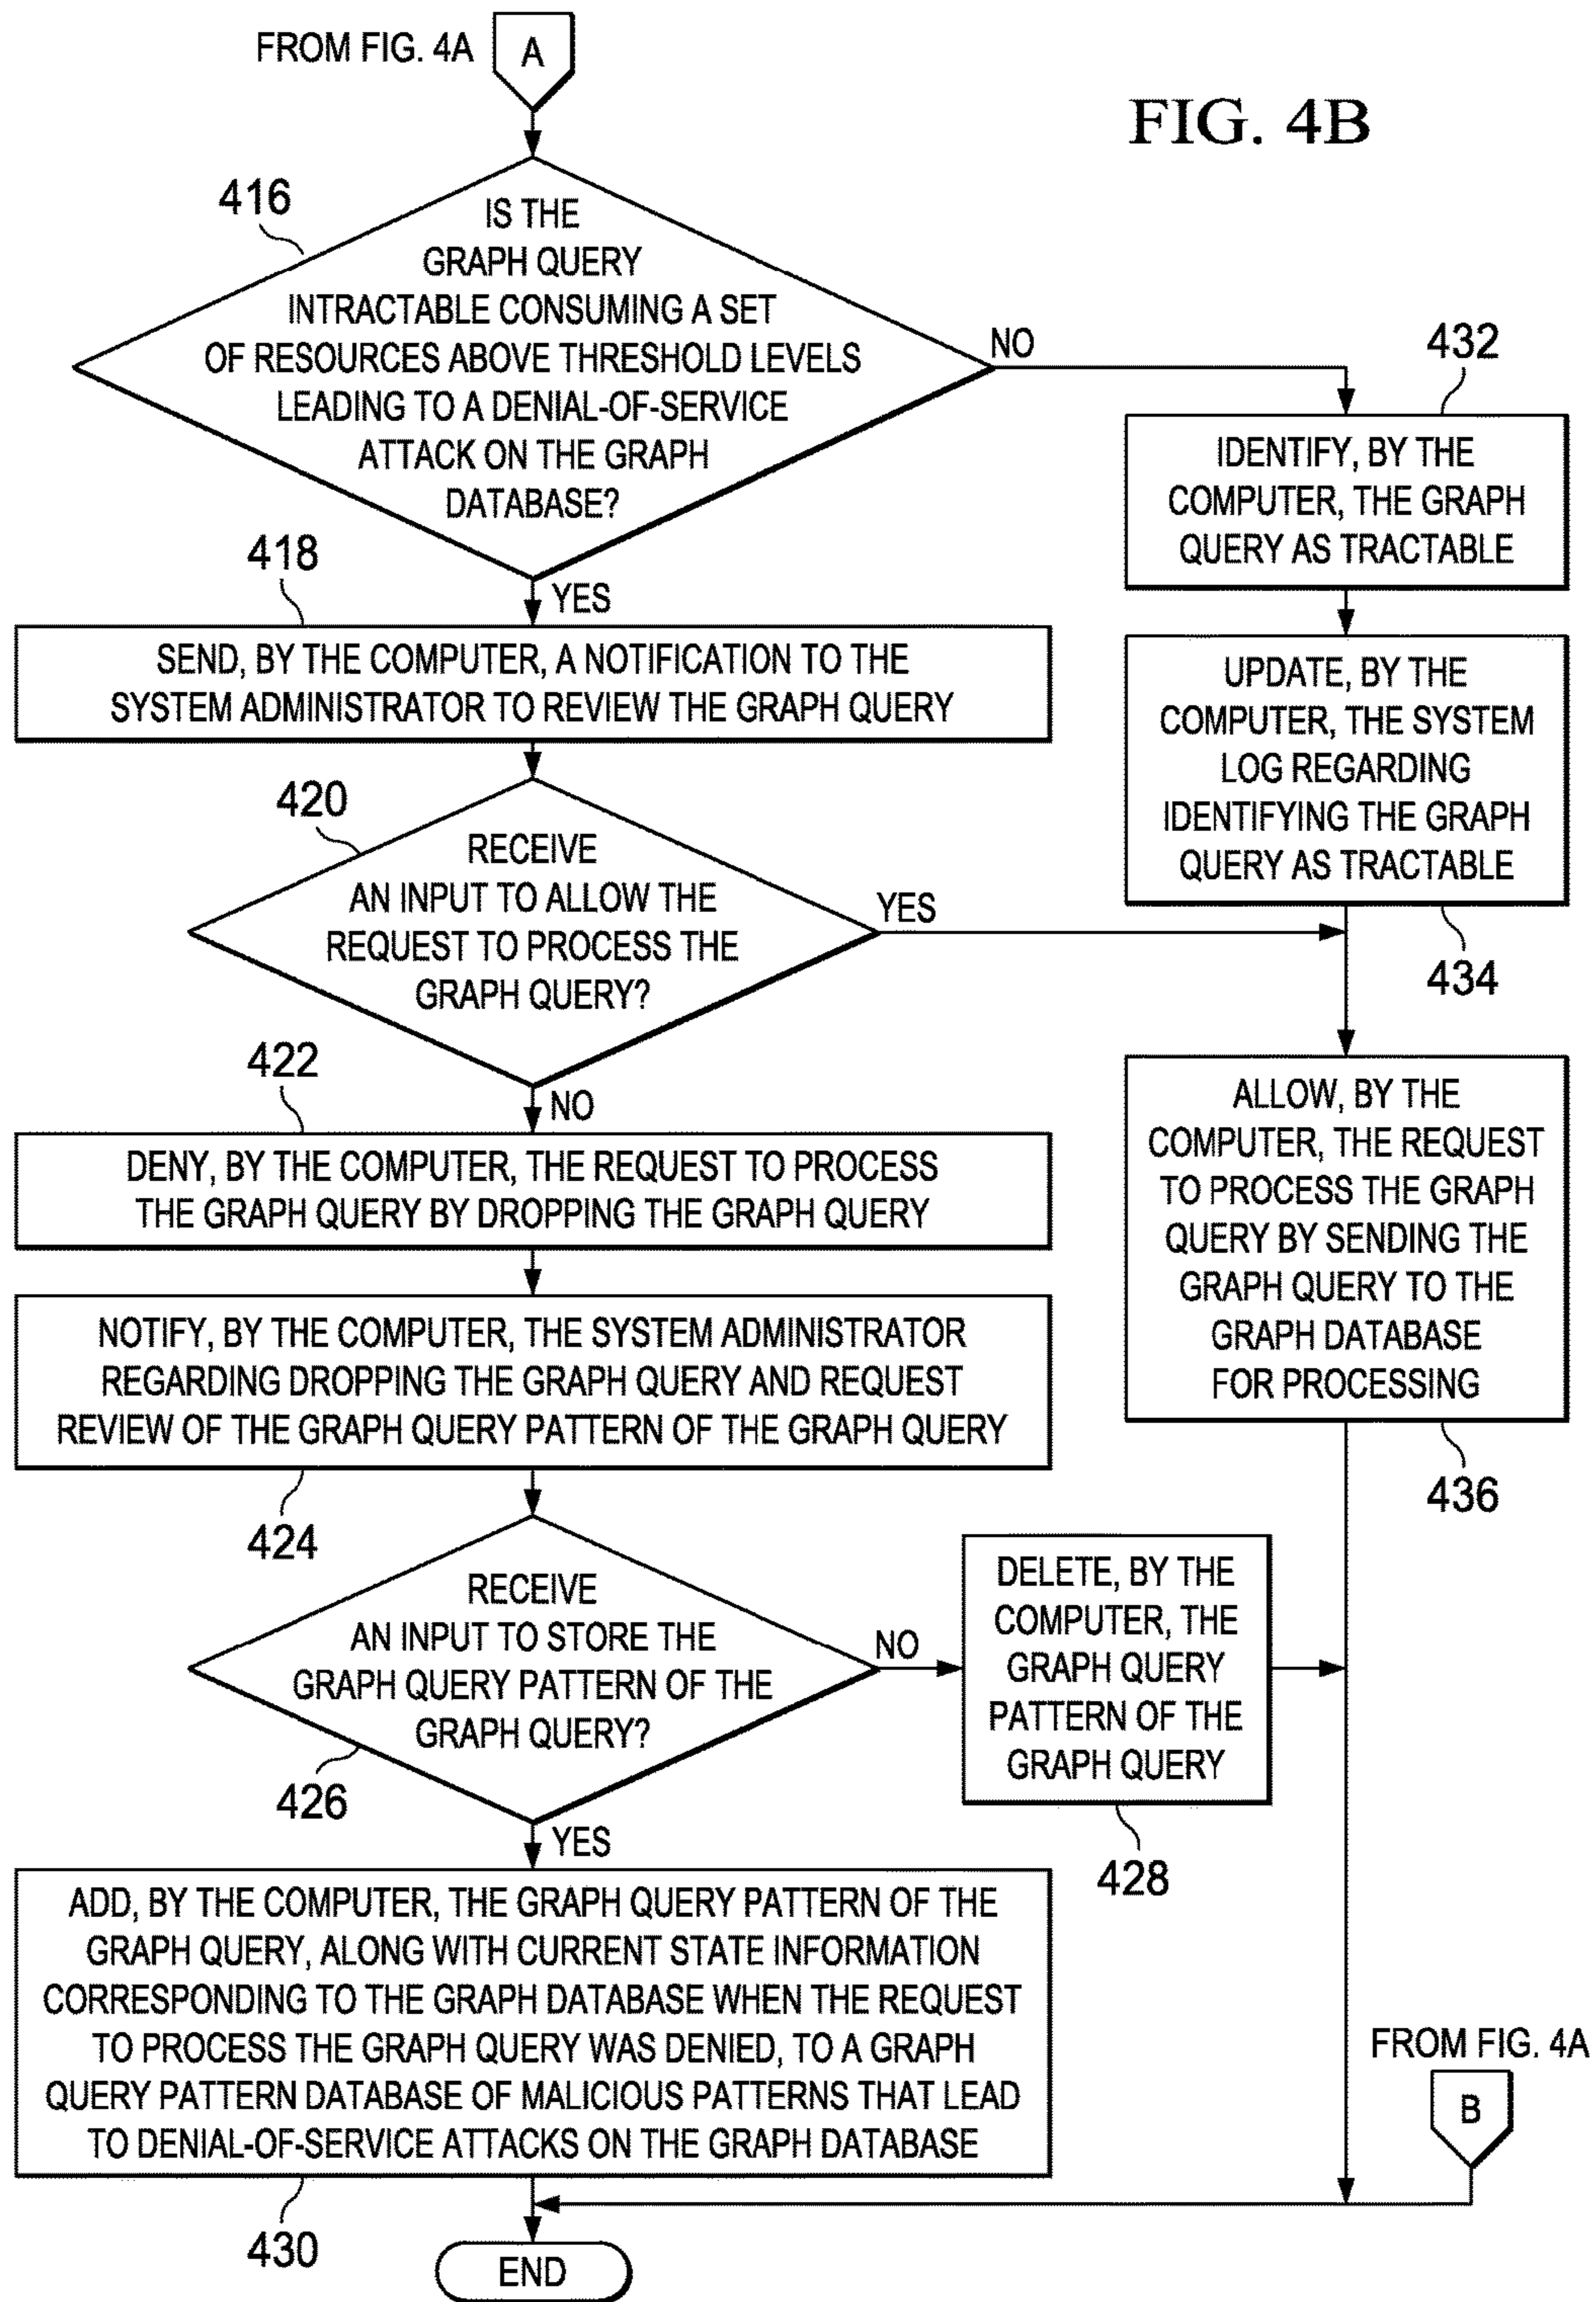 FROM FIG. 4A
A
FIG. 4B
416
IS THE
GRAPH QUERY
INTRACTABLE CONSUMING A SET
OF RESOURCES ABOVE THRESHOLD LEVELS
LEADING TO A DENIAL-OF-SERVICE
ATTACK ON THE GRAPH
DATABASE?
NO
432
IDENTIFY, BY THE
COMPUTER, THE GRAPH
QUERY AS TRACTABLE
YES
418
SEND, BY THE COMPUTER, A NOTIFICATION TO THE
SYSTEM ADMINISTRATOR TO REVIEW THE GRAPH QUERY
UPDATE, BY THE
COMPUTER, THE SYSTEM
LOG REGARDING
IDENTIFYING THE GRAPH
QUERY AS TRACTABLE
434
420
RECEIVE
AN INPUT TO ALLOW THE
REQUEST TO PROCESS THE
GRAPH QUERY?
YES
NO
422
DENY, BY THE COMPUTER, THE REQUEST TO PROCESS
THE GRAPH QUERY BY DROPPING THE GRAPH QUERY
ALLOW, BY THE
COMPUTER, THE REQUEST
TO PROCESS THE GRAPH
QUERY BY SENDING THE
GRAPH QUERY TO THE
GRAPH DATABASE
FOR PROCESSING
436
NOTIFY, BY THE COMPUTER, THE SYSTEM ADMINISTRATOR
REGARDING DROPPING THE GRAPH QUERY AND REQUEST
REVIEW OF THE GRAPH QUERY PATTERN OF THE GRAPH QUERY
424
RECEIVE
AN INPUT TO STORE THE
GRAPH QUERY PATTERN OF THE
GRAPH QUERY?
426
NO
DELETE, BY THE
COMPUTER, THE
GRAPH QUERY
PATTERN OF THE
GRAPH QUERY
428
YES
ADD, BY THE COMPUTER, THE GRAPH QUERY PATTERN OF THE
GRAPH QUERY, ALONG WITH CURRENT STATE INFORMATION
CORRESPONDING TO THE GRAPH DATABASE WHEN THE REQUEST
TO PROCESS THE GRAPH QUERY WAS DENIED, TO A GRAPH
QUERY PATTERN DATABASE OF MALICIOUS PATTERNS THAT LEAD
TO DENIAL-OF-SERVICE ATTACKS ON THE GRAPH DATABASE
430
FROM FIG. 4A
B
END